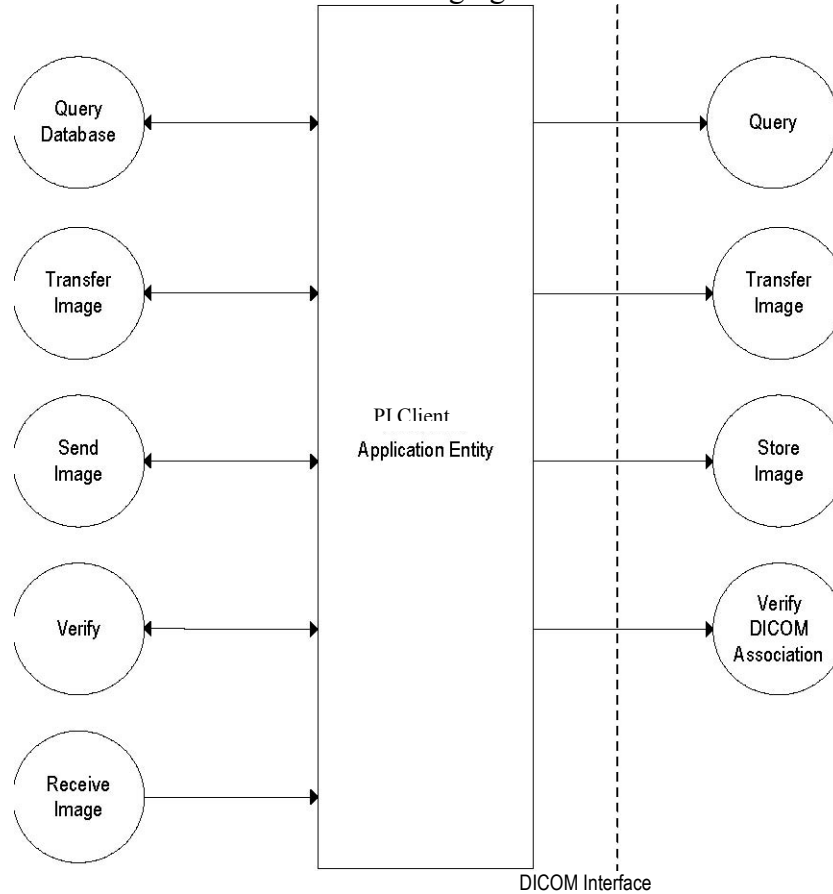 Query
Database
Query
Transfer
Image
Transfer
Image
PI Client
Application Entity
Send
Image
Store
Image
Verify
Verify
DICOM
Association
Receive
Image
DICOM Interface